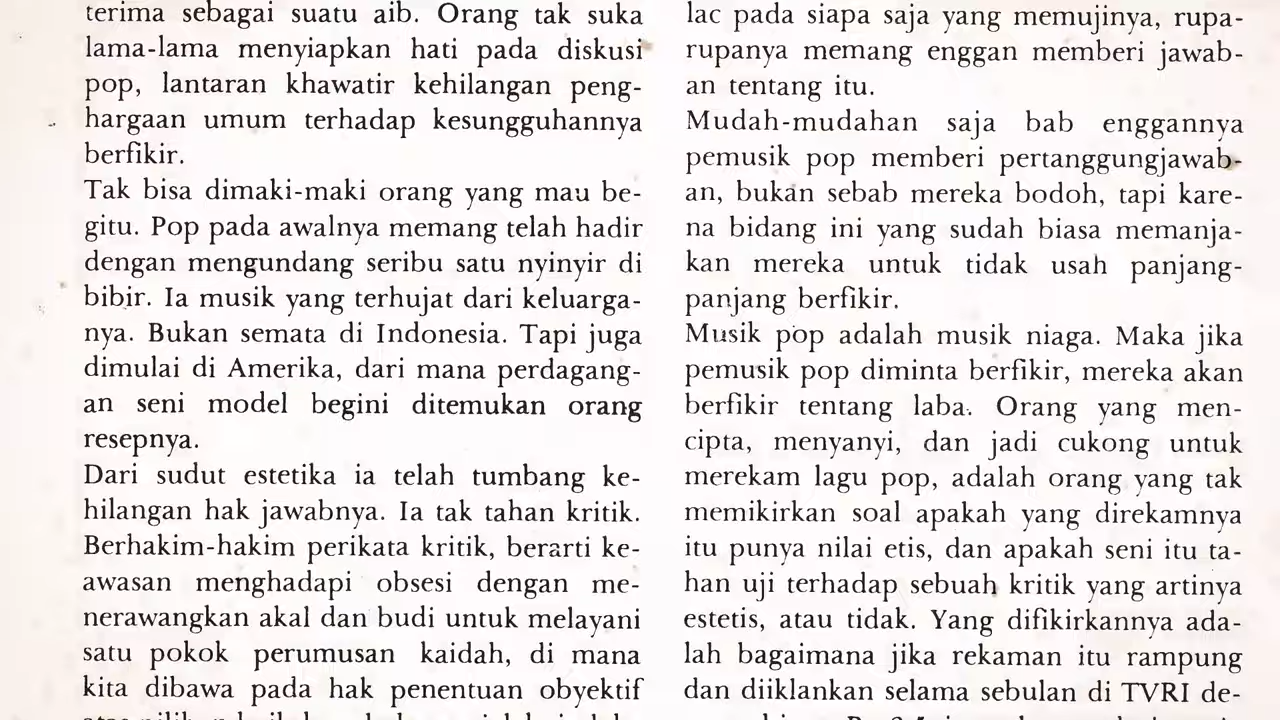 terima sebagai suatu aib. Orang tak suka
lama-lama menyiapkan hati pada diskusi
pop, lantaran khawatir kehilangan peng-
hargaan umum terhadap kesungguhannya
berfikir.
Tak bisa dimaki-maki orang yang mau be-
gitu. Pop pada awalnya memang telah hadir
dengan mengundang seribu satu nyinyir di
bibir. Ia musik yang terhujat dari keluarga-
nya. Bukan semata di Indonesia. Tapi juga
dimulai di Amerika, dari mana perdagang-
an seni model begini ditemukan orang
resepnya.
Dari sudut estetika ia telah tumbang ke-
hilangan hak jawabnya. Ia tak tahan kritik.
Berhakim-hakim perikata kritik, berarti ke-
awasan menghadapi obsesi dengan me-
nerawangkan akal dan budi untuk melayani
satu pokok perumusan kaidah, di mana
kita dibawa pada hak penentuan obyektif
lac pada siapa saja yang memujinya, rupa-
rupanya memang enggan memberi jawab-
an tentang itu.
Mudah-mudahan saja bab enggannya
pemusik pop memberi pertanggungjawab-
an, bukan sebab mereka bodoh, tapi kare-
na bidang ini yang sudah biasa memanja-
kan mereka untuk tidak usah panjang-
panjang berfikir.
Musik pop adalah musik niaga. Maka jika
pemusik pop diminta berfikir, mereka akan
berfikir tentang laba. Orang yang men-
cipta, menyanyi, dan jadi cukong untuk
merekam lagu pop, adalah orang yang tak
memikirkan soal apakah yang direkamnya
itu punya nilai etis, dan apakah seni itu ta-
han uji terhadap sebuah kritik yang artinya
estetis, atau tidak. Yang difikirkannya ada-
lah bagaimana jika rekaman itu rampung
dan diiklankan selama sebulan di TVRI de-